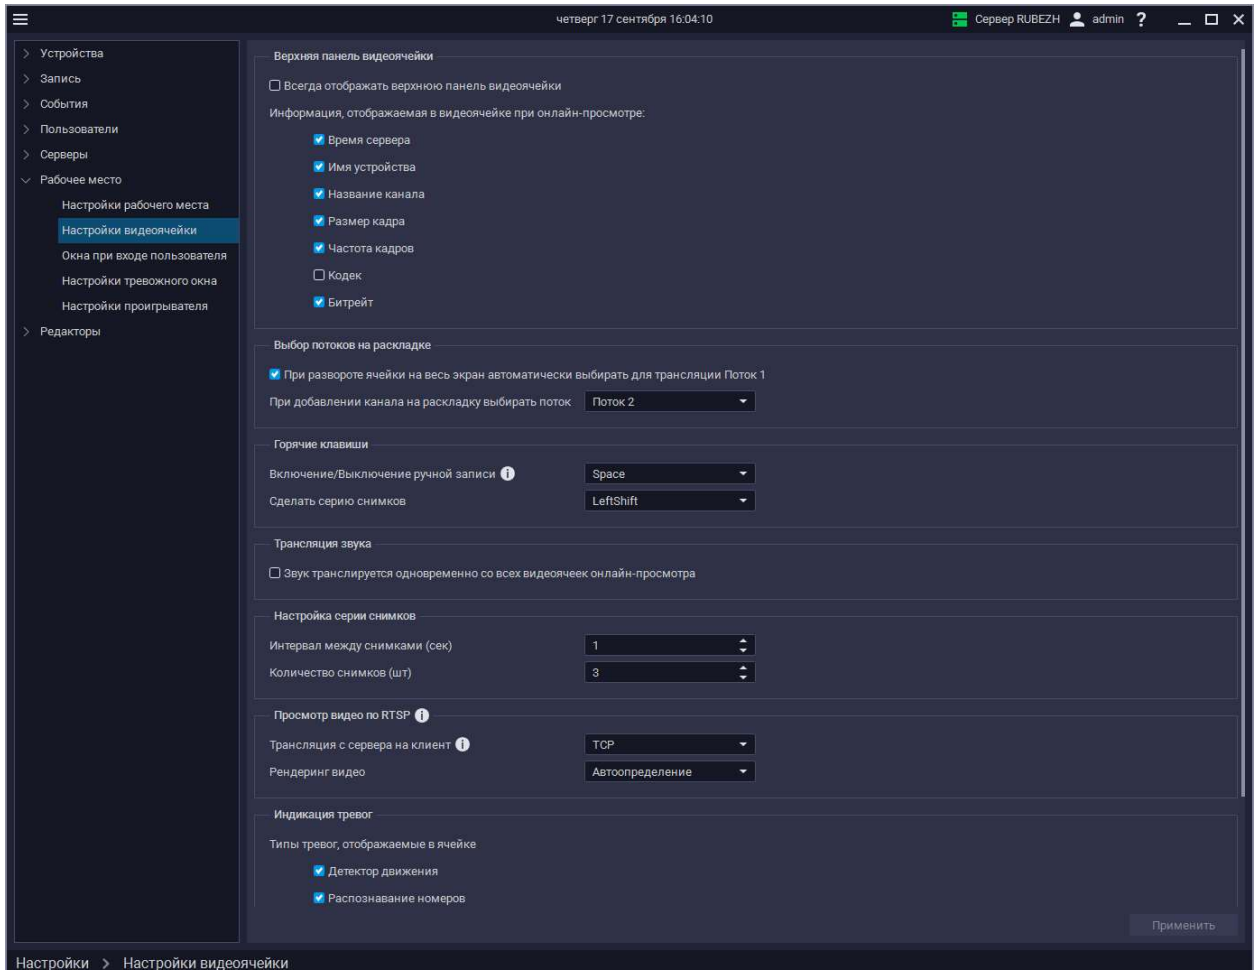 четверг 17 сентября 16:04:10
Сервер RUBEZH admin ?
Устройства
Запись
События
Пользователи
Серверы
Рабочее место
Настройки рабочего места
Настройки видеоячейки
Окна при входе пользователя
Настройки тревожного окна
Настройки проигрывателя
Редакторы
Верхняя панель видеоячейки
Всегда отображать верхнюю панель видеоячейки
Информация, отображаемая в видеоячейке при онлайн-просмотре:
Время сервера
Имя устройства
Название канала
Размер кадра
Частота кадров
Кодек
Битрейт
Выбор потоков на раскладке
При развороте ячейки на весь экран автоматически выбирать для трансляции Поток 1
При добавлении канала на раскладку выбирать поток Поток 2
Горячие клавиши
Включение/Выключение ручной записи Space
Сделать серию снимков LeftShift
Трансляция звука
Звук транслируется одновременно со всех видеоячеек онлайн-просмотра
Настройка серии снимков
Интервал между снимками (сек) 1
Количество снимков (шт) 3
Просмотр видео по RTSP
Трансляция с сервера на клиент TCP
Рендеринг видео Автоопределение
Индикация тревог
Типы тревог, отображаемые в ячейке
Детектор движения
Распознавание номеров
Применить
Настройки > Настройки видеоячейки